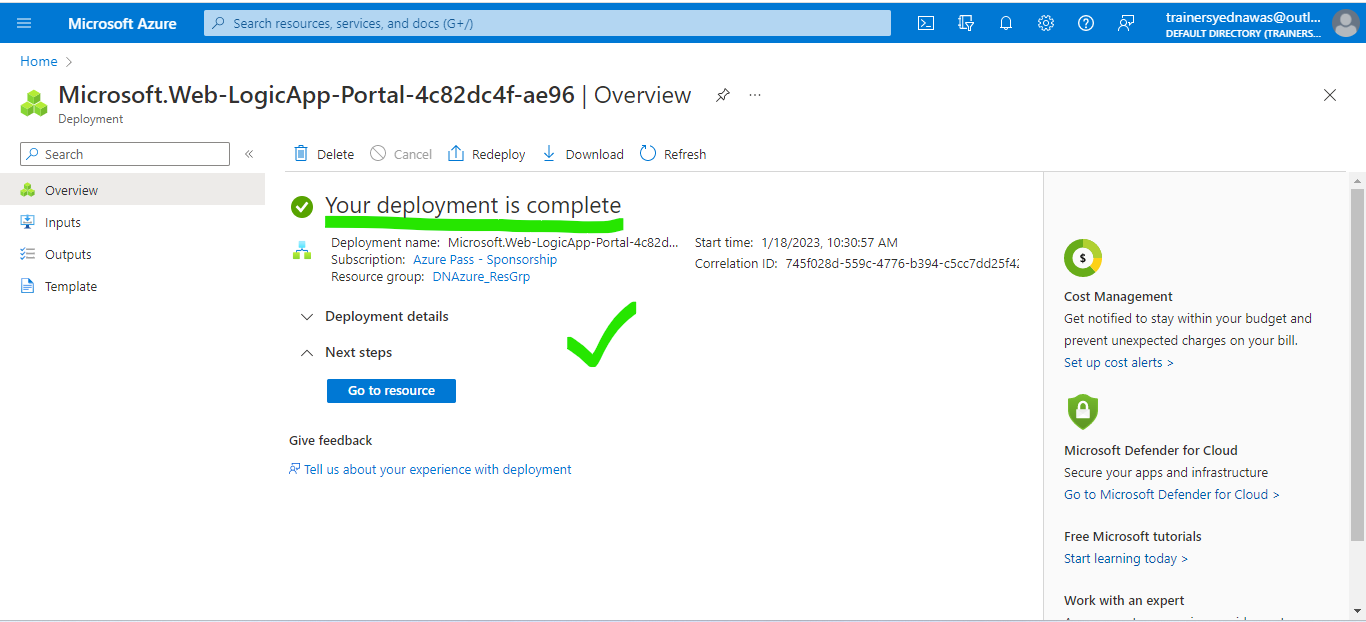 Microsoft Azure
Search resources, services, and docs (G+/)
trainersyednawas@outl...
DEFAULT DIRECTORY (TRAINERS...
Home >
Microsoft.Web-LogicApp-Portal-4c82dc4f-ae96 | Overview
...
Deployment
Search
«
Delete
Cancel
Redeploy
Download
Refresh
Overview
Inputs
Outputs
Template
Your deployment is complete
Deployment name: Microsoft.Web-LogicApp-Portal-4c82d...
Subscription: Azure Pass - Sponsorship
Resource group: DNAzure_ResGrp
Start time: 1/18/2023, 10:30:57 AM
Correlation ID: 745f028d-559c-4776-b394-c5cc7dd25f42
Deployment details
Next steps
Go to resource
Give feedback
Tell us about your experience with deployment
$
Cost Management
Get notified to stay within your budget and
prevent unexpected charges on your bill.
Set up cost alerts >
Microsoft Defender for Cloud
Secure your apps and infrastructure
Go to Microsoft Defender for Cloud >
Free Microsoft tutorials
Start learning today >
Work with an expert